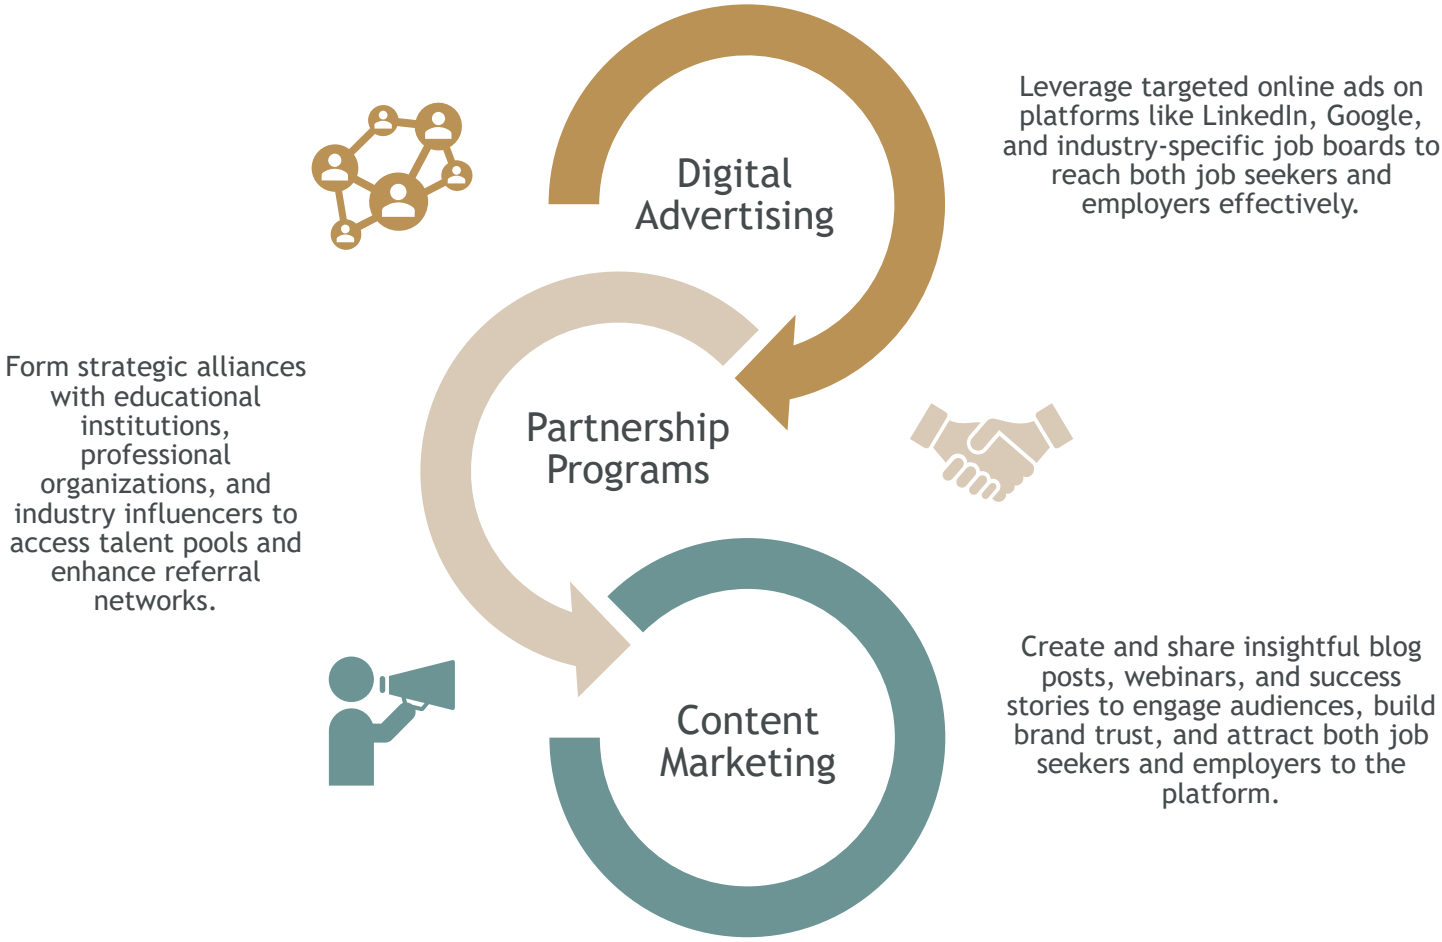 Digital
Advertising
Leverage targeted online ads on
platforms like LinkedIn, Google,
and industry-specific job boards to
reach both job seekers and
employers effectively.
Partnership
Programs
Form strategic alliances
with educational
institutions,
professional
organizations, and
industry influencers to
access talent pools and
enhance referral
networks.
Content
Marketing
Create and share insightful blog
posts, webinars, and success
stories to engage audiences, build
brand trust, and attract both job
seekers and employers to the
platform.